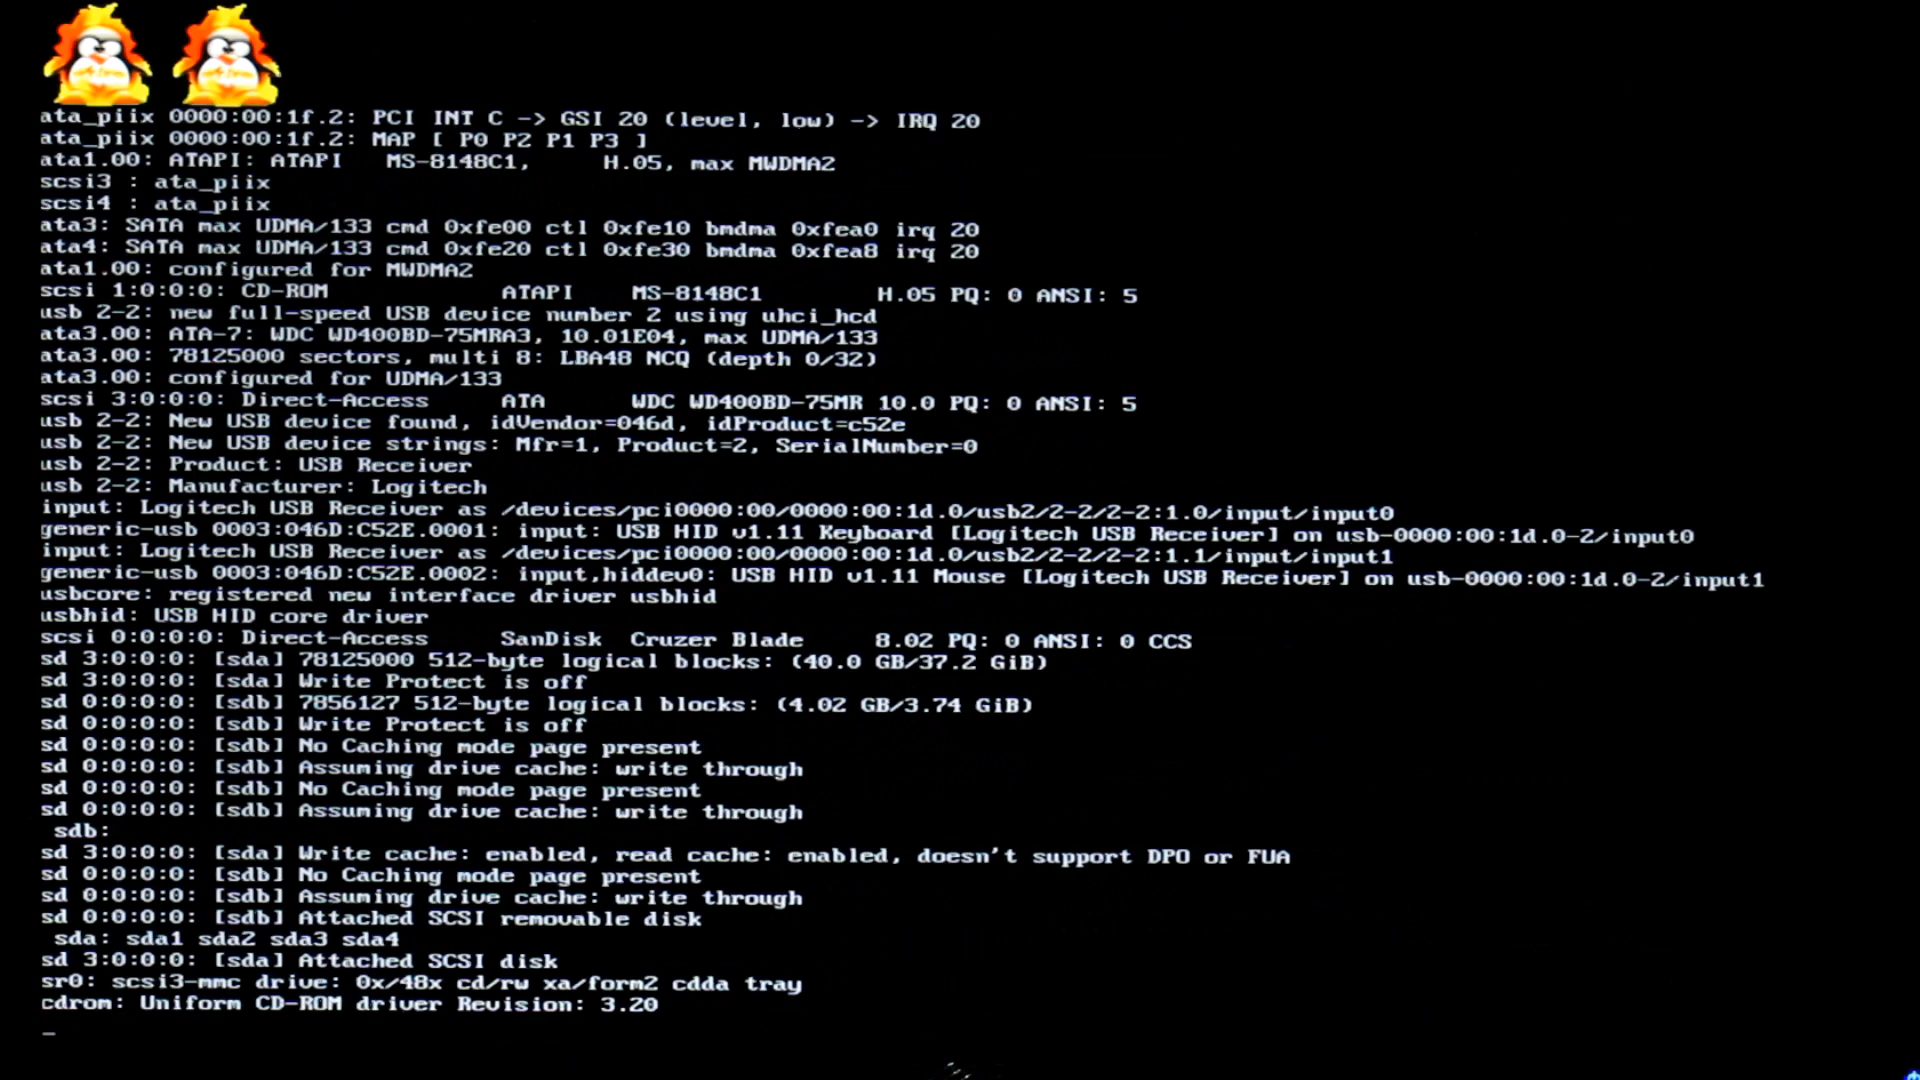 ata_piix 0000:00:1f.2: PCI INT C -> GSI 20 (level, low) -> IRQ 20
ata_piix 0000:00:1f.2: MAP [ P0 P2 P1 P3 ]
ata1.00: ATAPI: ATAPI   MS-8148C1,     H.05, max MWDMA2
scsi3 : ata_piix
scsi4 : ata_piix
ata3: SATA max UDMA/133 cmd 0xfe00 ctl 0xfe10 bmdma 0xfea0 irq 20
ata4: SATA max UDMA/133 cmd 0xfe20 ctl 0xfe30 bmdma 0xfea8 irq 20
ata1.00: configured for MWDMA2
scsi 1:0:0:0: CD-ROM            ATAPI    MS-8148C1        H.05 PQ: 0 ANSI: 5
usb 2-2: new full-speed USB device number 2 using uhci_hcd
ata3.00: ATA-7: WDC WD400BD-75MRA3, 10.01E04, max UDMA/133
ata3.00: 78125000 sectors, multi 8: LBA48 NCQ (depth 0/32)
ata3.00: configured for UDMA/133
scsi 3:0:0:0: Direct-Access     ATA      WDC WD400BD-75MR 10.0 PQ: 0 ANSI: 5
usb 2-2: New USB device found, idVendor=046d, idProduct=c52e
usb 2-2: New USB device strings: Mfr=1, Product=2, SerialNumber=0
usb 2-2: Product: USB Receiver
usb 2-2: Manufacturer: Logitech
input: Logitech USB Receiver as /devices/pci0000:00/0000:00:1d.0/usb2/2-2/2-2:1.0/input/input0
generic-usb 0003:046D:C52E.0001: input: USB HID v1.11 Keyboard [Logitech USB Receiver] on usb-0000:00:1d.0-2/input0
input: Logitech USB Receiver as /devices/pci0000:00/0000:00:1d.0/usb2/2-2/2-2:1.1/input/input1
generic-usb 0003:046D:C52E.0002: input,hiddev0: USB HID v1.11 Mouse [Logitech USB Receiver] on usb-0000:00:1d.0-2/input1
usbcore: registered new interface driver usbhid
usbhid: USB HID core driver
scsi 0:0:0:0: Direct-Access     SanDisk  Cruzer Blade     8.02 PQ: 0 ANSI: 0 CCS
sd 3:0:0:0: [sda] 78125000 512-byte logical blocks: (40.0 GB/37.2 GiB)
sd 3:0:0:0: [sda] Write Protect is off
sd 0:0:0:0: [sdb] 7856127 512-byte logical blocks: (4.02 GB/3.74 GiB)
sd 0:0:0:0: [sdb] Write Protect is off
sd 0:0:0:0: [sdb] No Caching mode page present
sd 0:0:0:0: [sdb] Assuming drive cache: write through
sd 0:0:0:0: [sdb] No Caching mode page present
sd 0:0:0:0: [sdb] Assuming drive cache: write through
 sdb:
sd 3:0:0:0: [sda] Write cache: enabled, read cache: enabled, doesn't support DPO or FUA
sd 0:0:0:0: [sdb] No Caching mode page present
sd 0:0:0:0: [sdb] Assuming drive cache: write through
sd 0:0:0:0: [sdb] Attached SCSI removable disk
 sda: sda1 sda2 sda3 sda4
sd 3:0:0:0: [sda] Attached SCSI disk
sr0: scsi3-mmc drive: 0x/48x cd/rw xa/form2 cdda tray
cdrom: Uniform CD-ROM driver Revision: 3.20
_